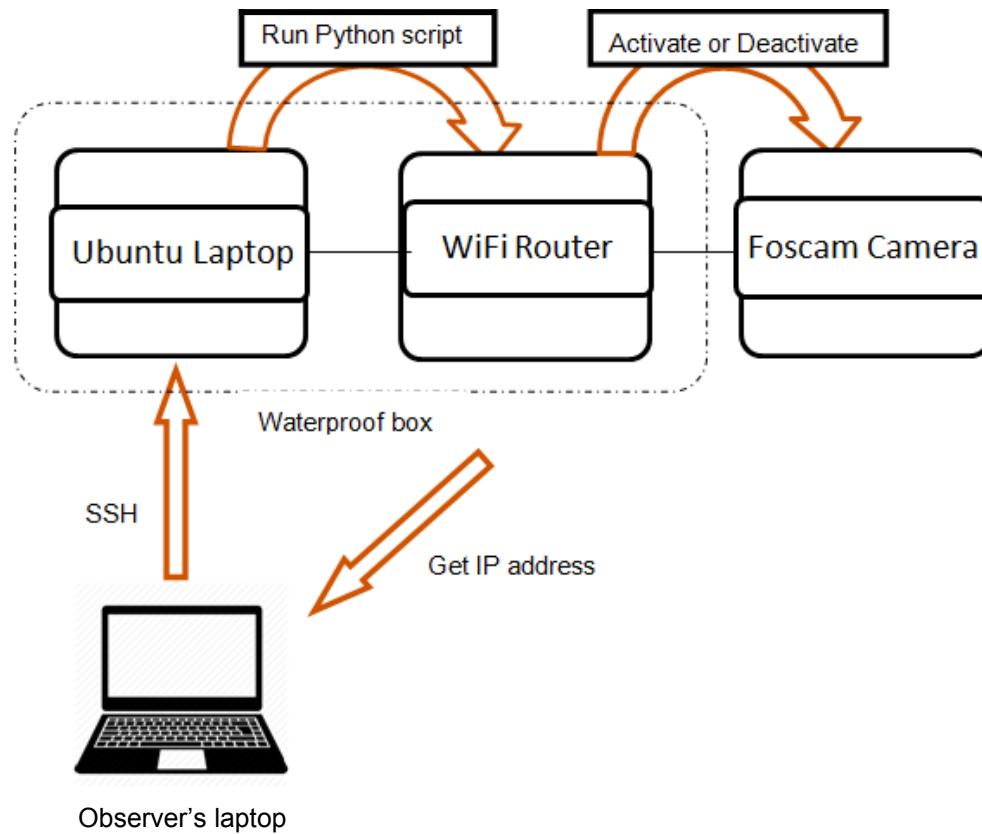 Run Python script
Activate or Deactivate
Ubuntu Laptop
WiFi Router
Foscam Camera
Waterproof box
SSH
Get IP address
Observer’s laptop